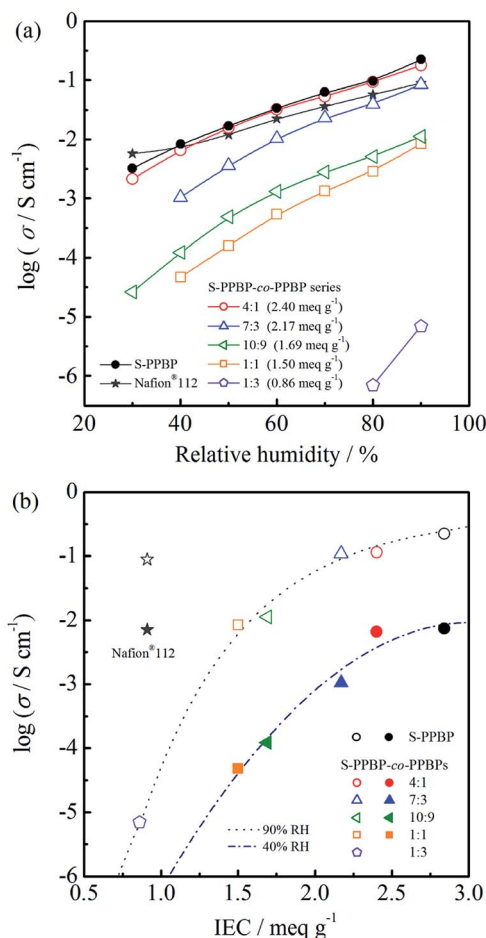 (a)
0
-1
-2
-3
-4
-5
-6
log ( σ / S cm⁻¹)
S-PPBP-co-PPBP series
4:1 (2.40 meq g⁻¹)
7:3 (2.17 meq g⁻¹)
10:9 (1.69 meq g⁻¹)
1:1 (1.50 meq g⁻¹)
1:3 (0.86 meq g⁻¹)
S-PPBP
Nafion®112
20 40 60 80 100
Relative humidity / %
(b)
0
-1
-2
-3
-4
-5
-6
log (σ / S cm⁻¹)
Nafion®112
S-PPBP
S-PPBP-co-PPBPs
4:1
7:3
10:9
1:1
1:3
90% RH
40% RH
0.5 1.0 1.5 2.0 2.5 3.0
IEC / meq g⁻¹